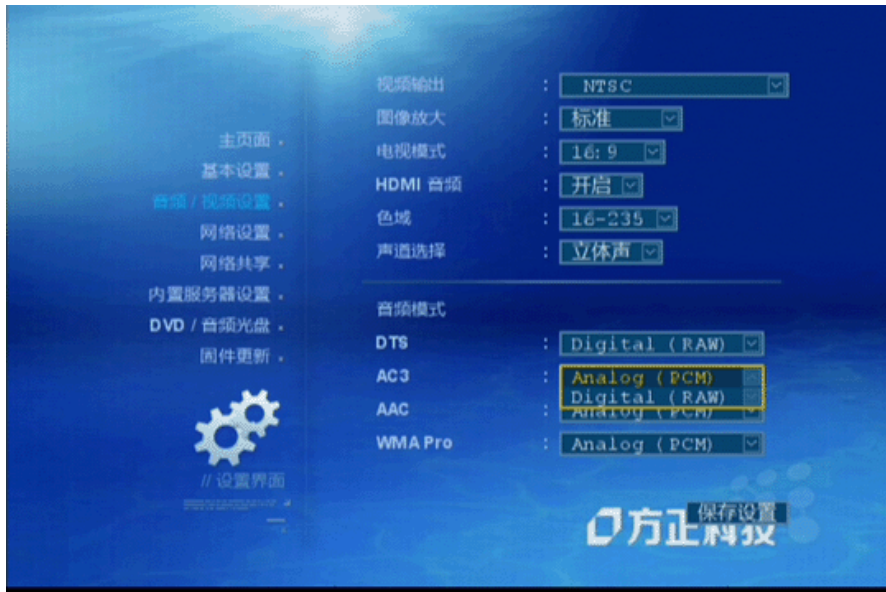 主页面
基本设置
音频 / 视频设置
网络设置
网络共享
内置服务器设置
DVD / 音频光盘
固件更新
// 设置界面
视频输出 : NTSC
图像放大 : 标准
电视模式 : 16:9
HDMI 音频 : 开启
色域 : 16-235
声道选择 : 立体声
音频模式
DTS : Digital (RAW)
AC3 : Analog (PCM)
Digital (RAW)
AAC : Analog (PCM)
WMA Pro : Analog (PCM)
保存设置
方正科技